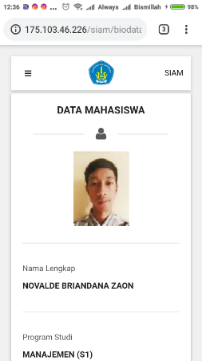 12:36 ... Always Bismillah 98%
175.103.46.226/siam/biodata 3
SIAM
DATA MAHASISWA
Nama Lengkap
NOVALDE BRIANDANA ZAON
Program Studi
MANAJEMEN (S1)